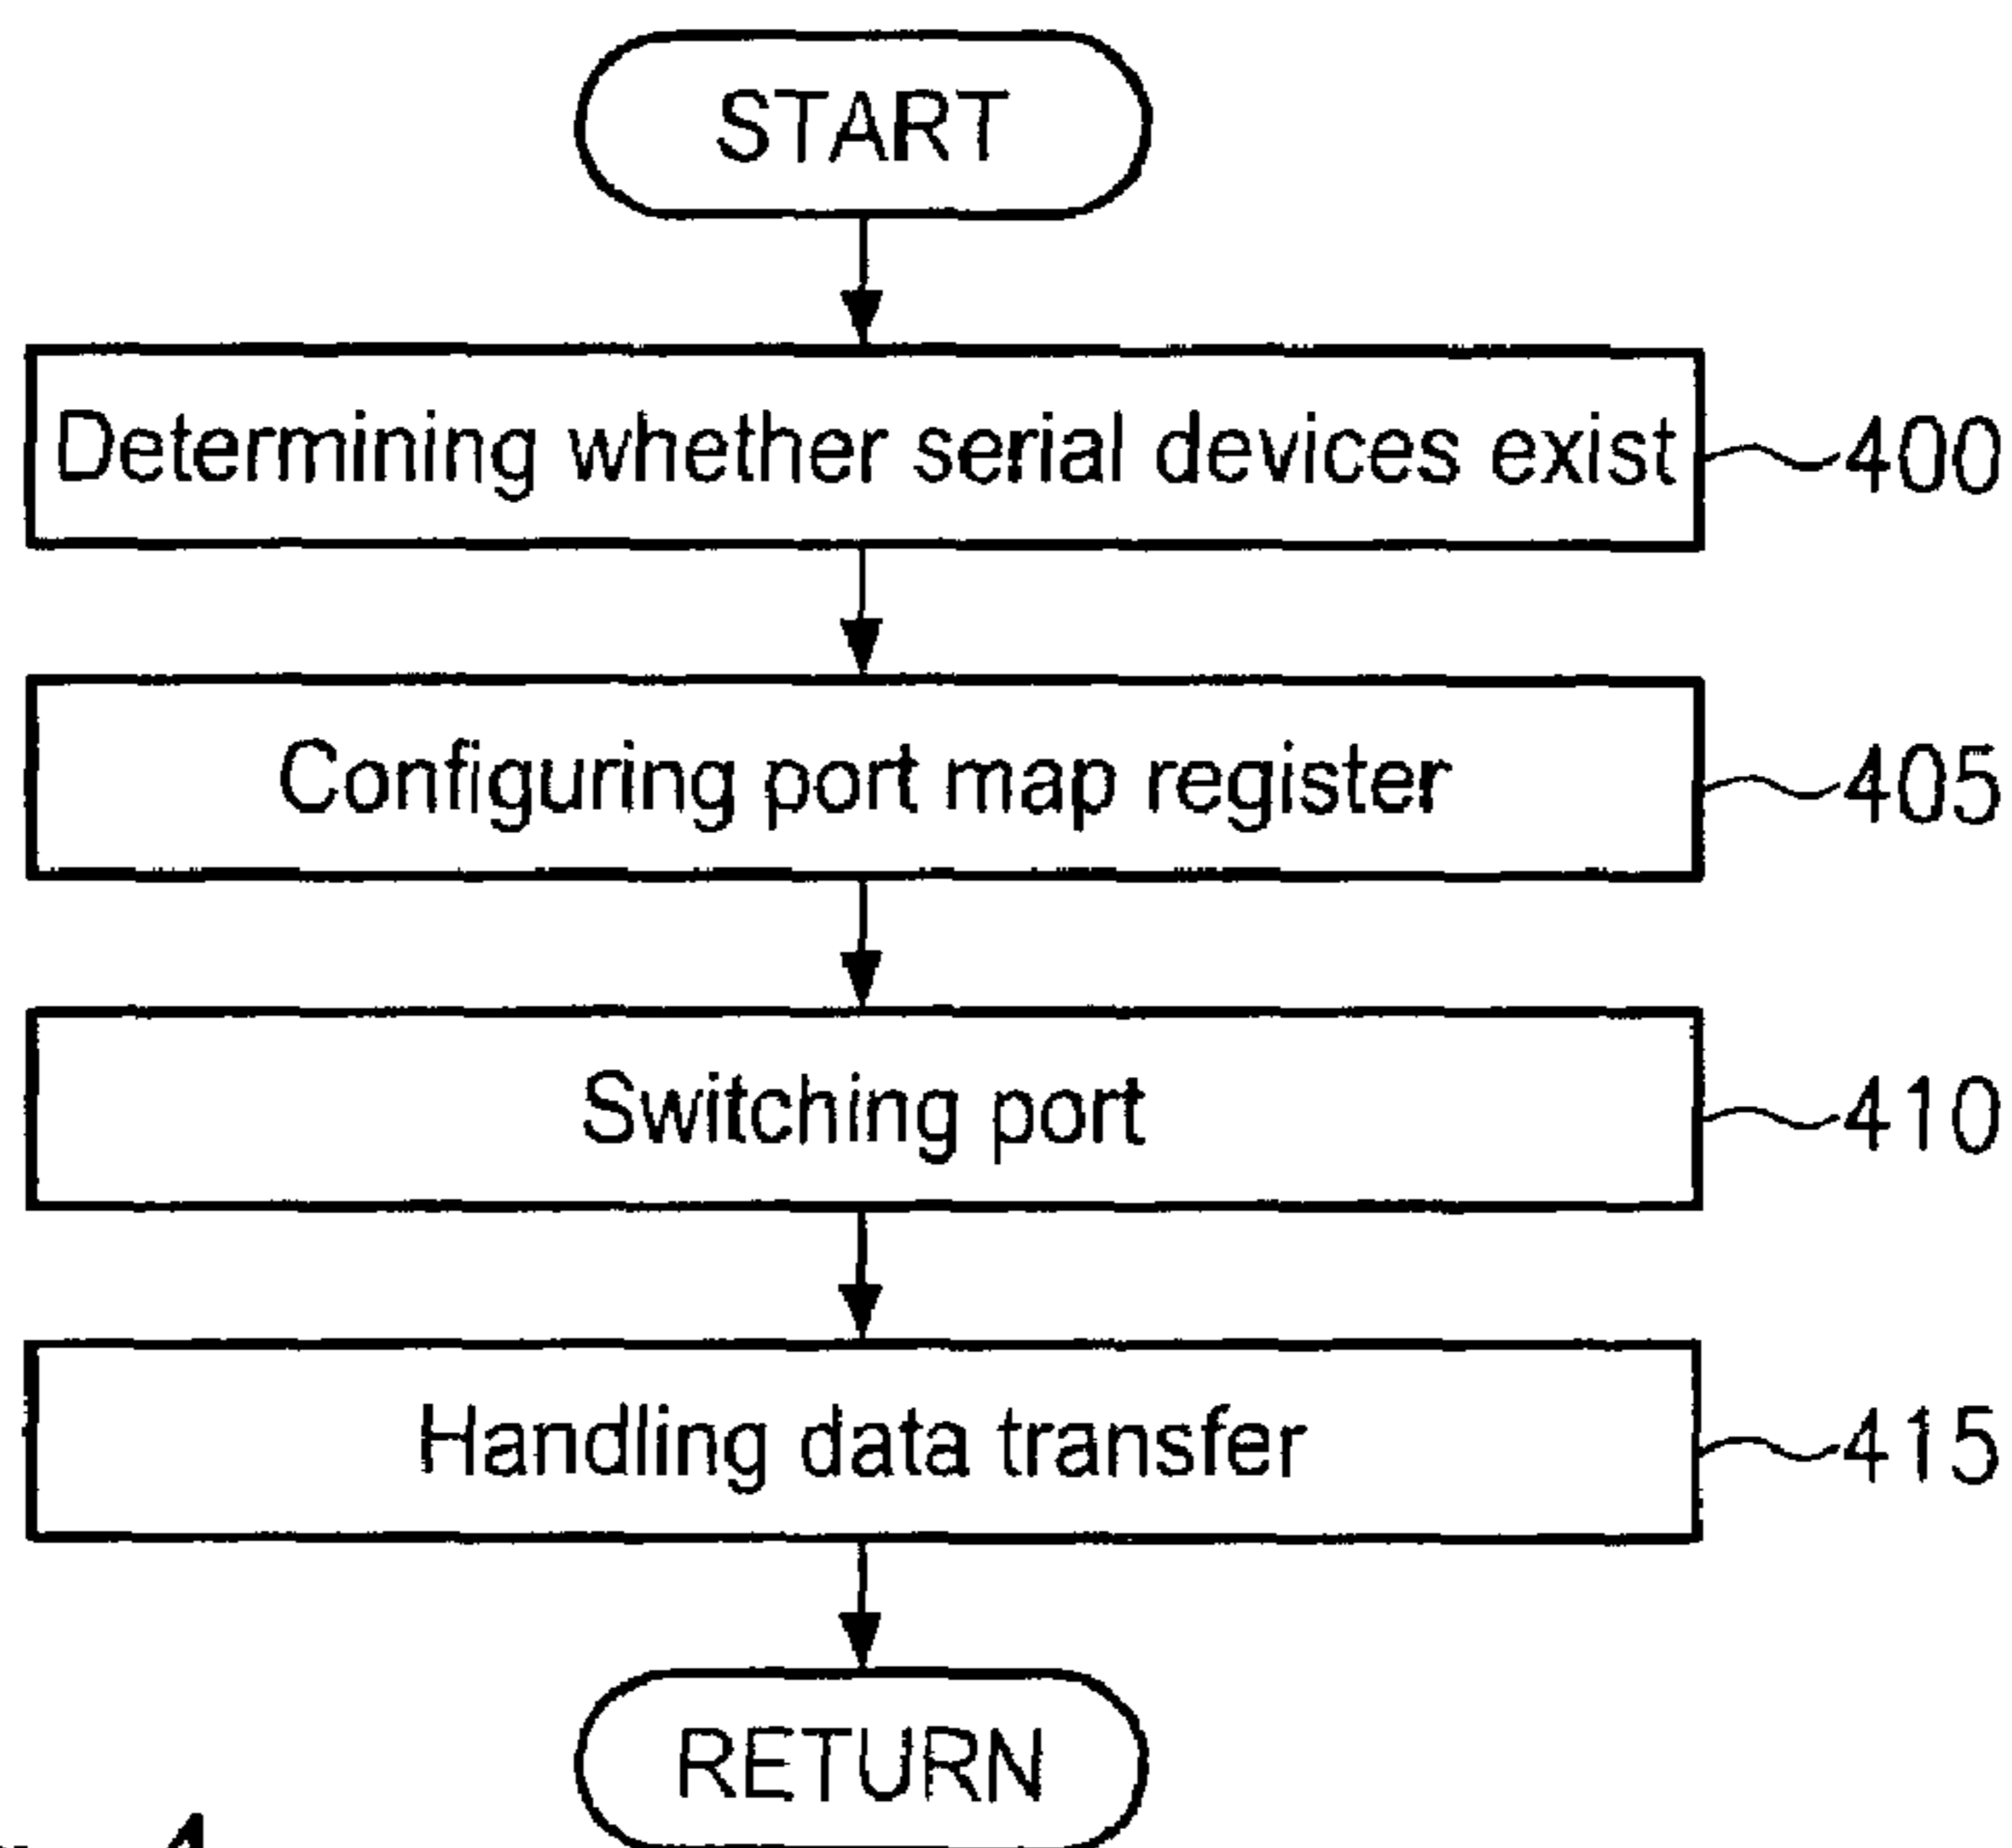 START
Determining whether serial devices exist 400
Configuring port map register 405
Switching port 410
Handling data transfer 415
RETURN